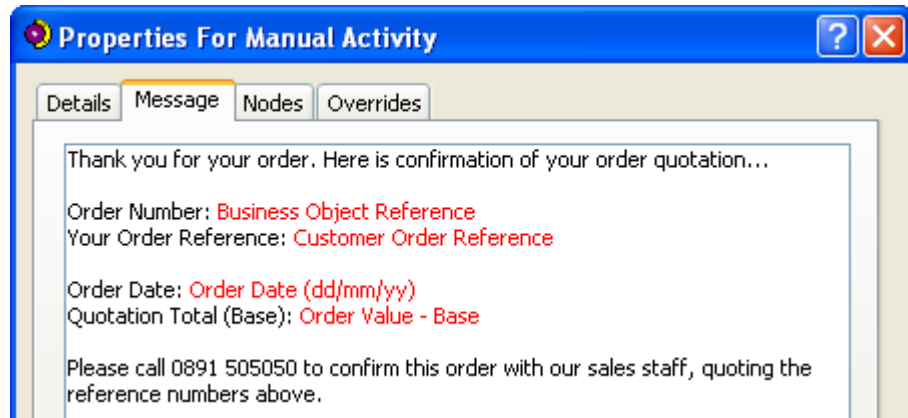 Properties For Manual Activity
Details Message Nodes Overrides
Thank you for your order. Here is confirmation of your order quotation...
Order Number: Business Object Reference
Your Order Reference: Customer Order Reference
Order Date: Order Date (dd/mm/yy)
Quotation Total (Base): Order Value - Base
Please call 0891 505050 to confirm this order with our sales staff, quoting the
reference numbers above.